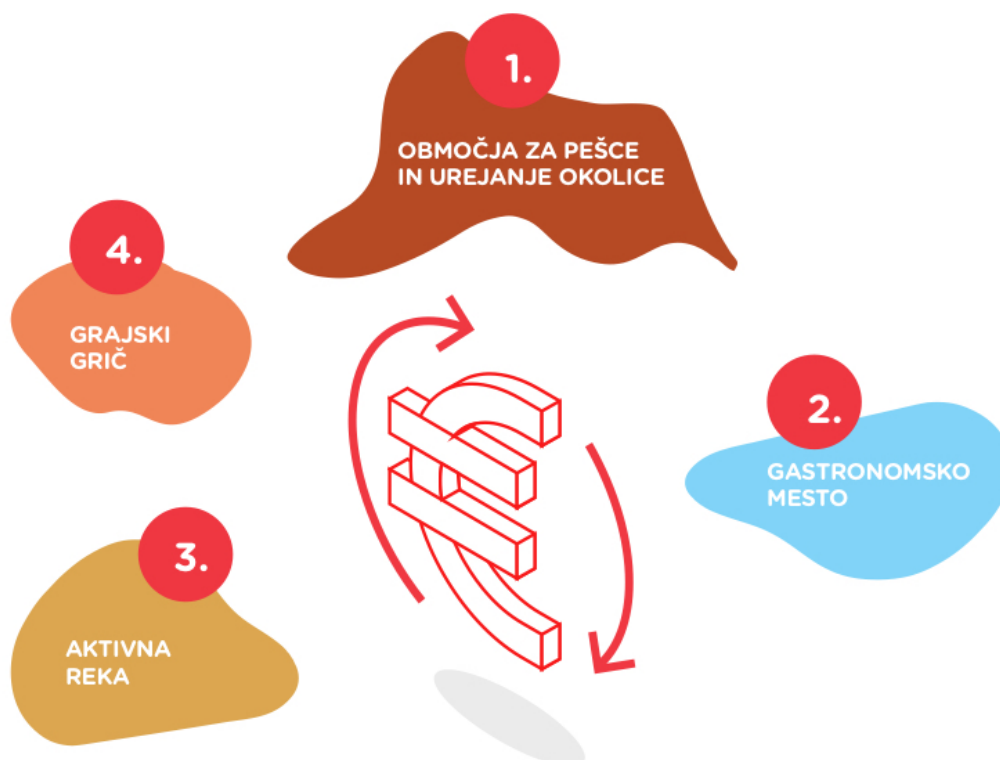 1.
OBMOČJA ZA PEŠCE
IN UREJANJE OKOLICE
2.
GASTRONOMSKO
MESTO
3.
AKTIVNA
REKA
4.
GRAJSKI
GRIČ
€